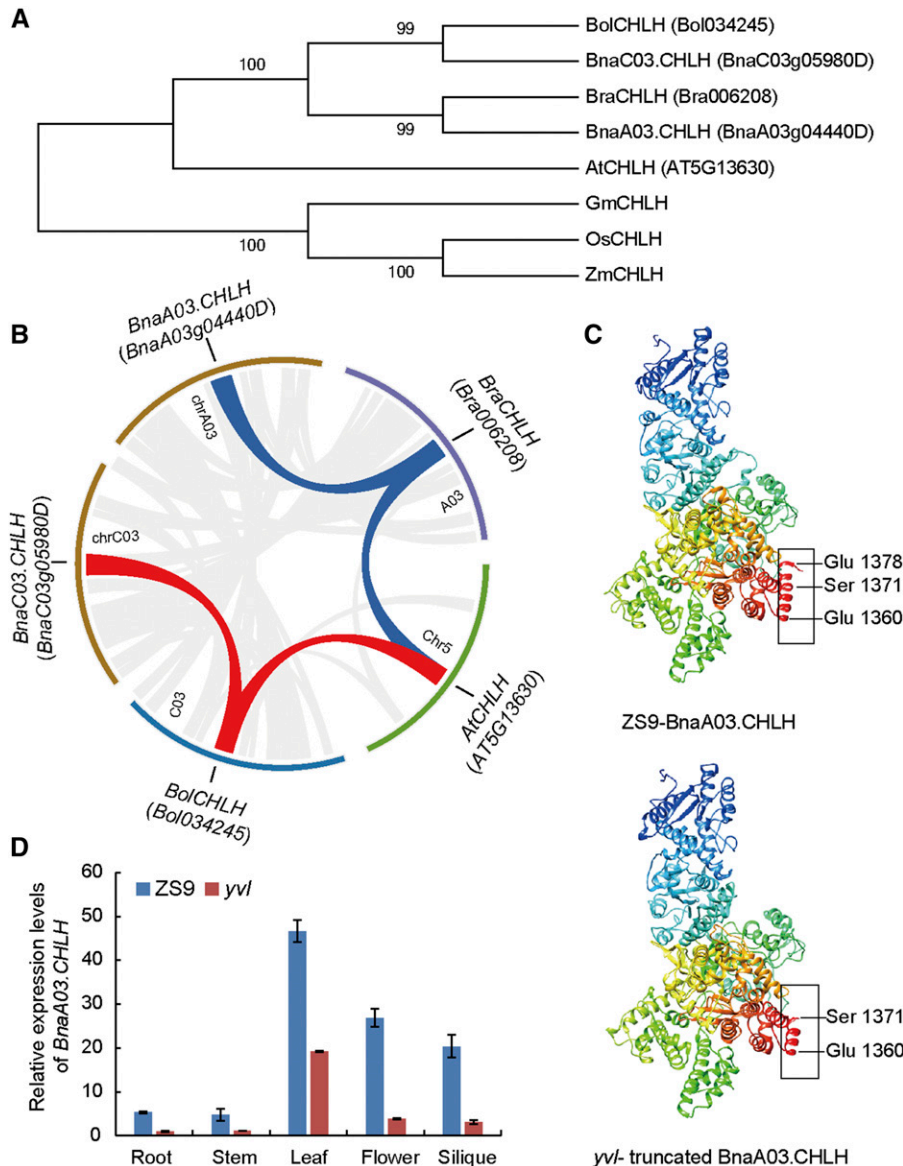 A
99
BolCHLH (Bol034245)
BnaC03.CHLH (BnaC03g05980D)
100
BraCHLH (Bra006208)
99
BnaA03.CHLH (BnaA03g04440D)
AtCHLH (AT5G13630)
GmCHLH
100
OsCHLH
100
ZmCHLH
B
BnaA03.CHLH
(BnaA03g04440D)
chrA03
BraCHLH
(Bra006208)
A03
BnaC03.CHLH
(BnaC03g05980D)
chrC03
Chr5
AtCHLH
(AT5G13630)
C03
BolCHLH
(Bol034245)
C
Glu 1378
Ser 1371
Glu 1360
ZS9-BnaA03.CHLH
Ser 1371
Glu 1360
yvl- truncated BnaA03.CHLH
D
Relative expression levels
of BnaA03.CHLH
60
50
40
30
20
10
0
ZS9
yvl
Root
Stem
Leaf
Flower
Silique